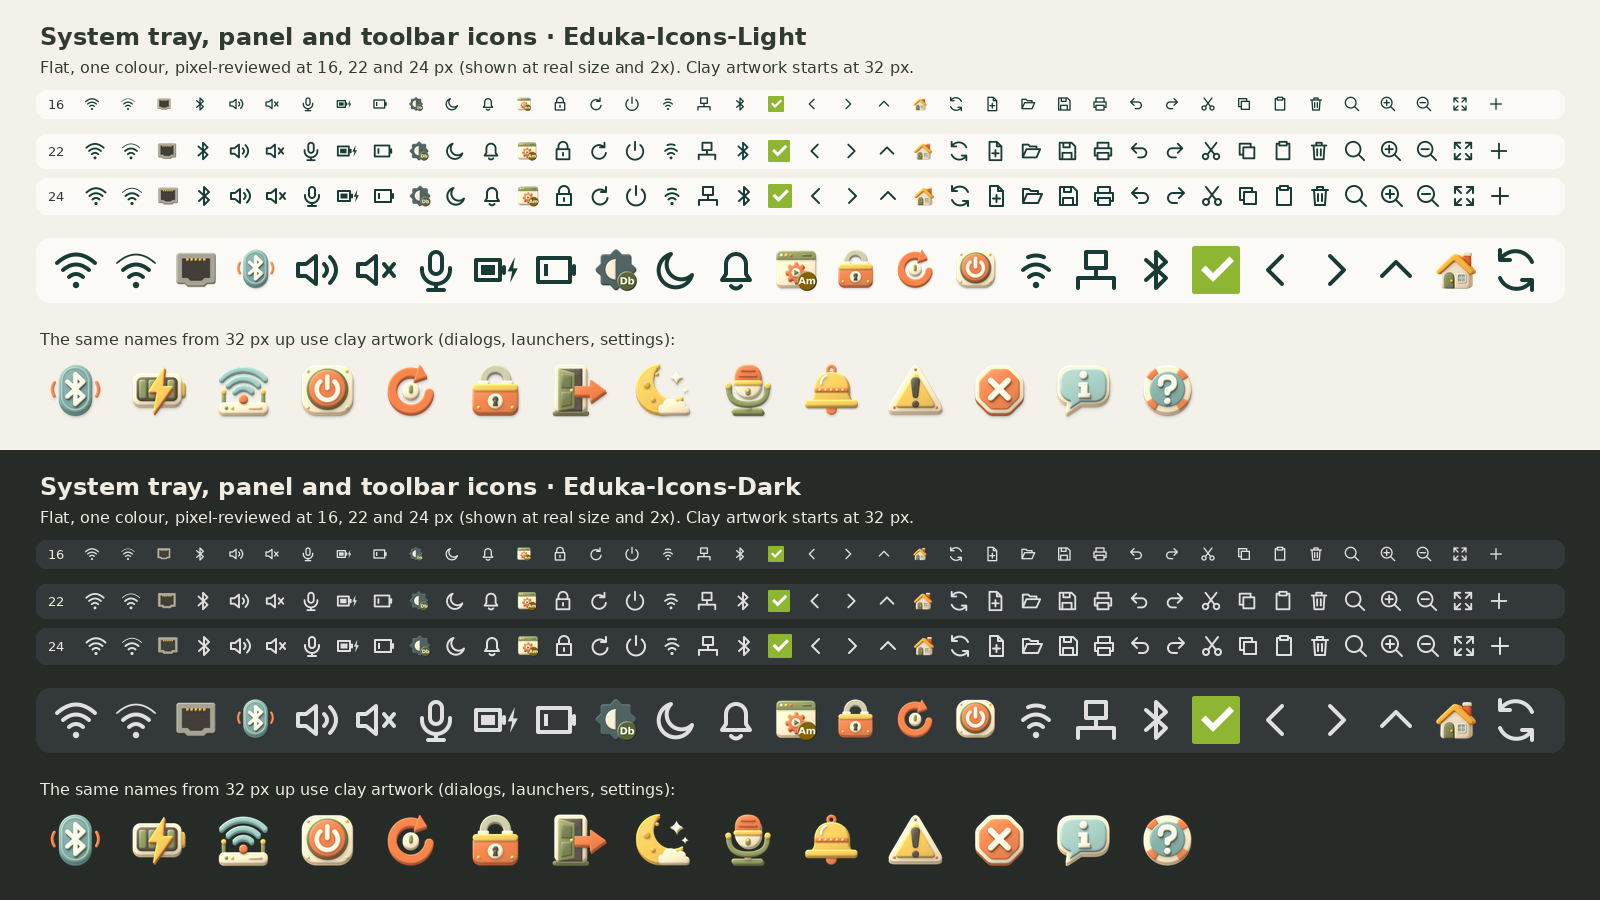 System tray, panel and toolbar icons · Eduka-Icons-Light
Flat, one colour, pixel-reviewed at 16, 22 and 24 px (shown at real size and 2x). Clay artwork starts at 32 px.
16
22
24
Db
Am
The same names from 32 px up use clay artwork (dialogs, launchers, settings):
System tray, panel and toolbar icons · Eduka-Icons-Dark
Flat, one colour, pixel-reviewed at 16, 22 and 24 px (shown at real size and 2x). Clay artwork starts at 32 px.
16
22
24
Db
Am
The same names from 32 px up use clay artwork (dialogs, launchers, settings):